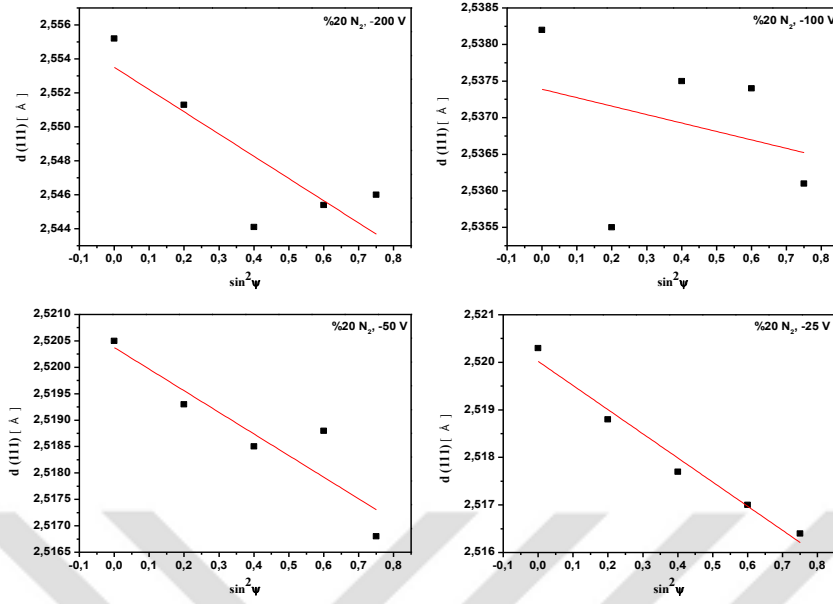 %20 N2, -200 V
2,556
2,554
2,552
2,550
2,548
2,546
2,544
d (111) [ Å ]
-0,1 0,0 0,1 0,2 0,3 0,4 0,5 0,6 0,7 0,8
sin2ψ
%20 N2, -100 V
2,5385
2,5380
2,5375
2,5370
2,5365
2,5360
2,5355
d (111) [ Å ]
-0,1 0,0 0,1 0,2 0,3 0,4 0,5 0,6 0,7 0,8
sin2ψ
%20 N2, -50 V
2,5210
2,5205
2,5200
2,5195
2,5190
2,5185
2,5180
2,5175
2,5170
2,5165
d (111) [ Å ]
-0,1 0,0 0,1 0,2 0,3 0,4 0,5 0,6 0,7 0,8
sin2ψ
%20 N2, -25 V
2,521
2,520
2,519
2,518
2,517
2,516
d (111) [ Å ]
-0,1 0,0 0,1 0,2 0,3 0,4 0,5 0,6 0,7 0,8
sin2ψ